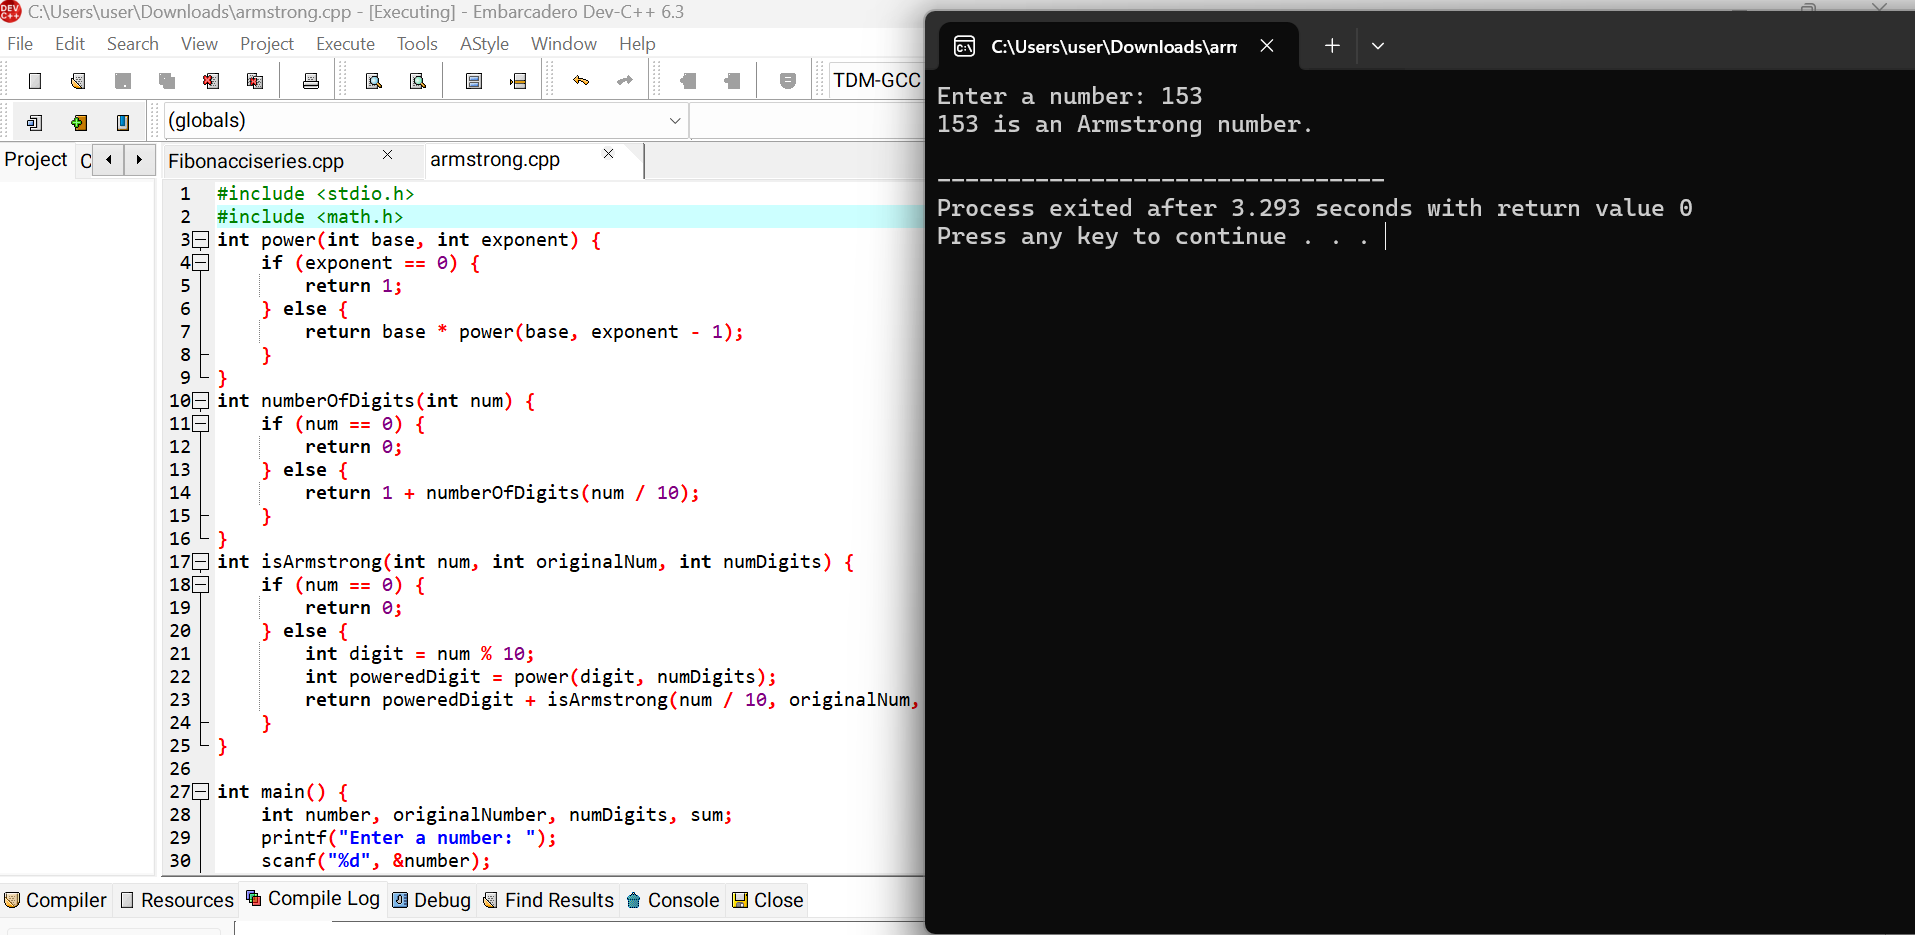 C:\Users\user\Downloads\armstrong.cpp - [Executing] - Embarcadero Dev-C++ 6.3
File Edit Search View Project Execute Tools AStyle Window Help
TDM-GCC
(globals)
Project C
Fibonacciseries.cpp armstrong.cpp
1 #include <stdio.h>
2 #include <math.h>
3 int power(int base, int exponent) {
4 if (exponent == 0) {
5 return 1;
6 } else {
7 return base * power(base, exponent - 1);
8 }
9 }
10 int numberOfDigits(int num) {
11 if (num == 0) {
12 return 0;
13 } else {
14 return 1 + numberOfDigits(num / 10);
15 }
16 }
17 int isArmstrong(int num, int originalNum, int numDigits) {
18 if (num == 0) {
19 return 0;
20 } else {
21 int digit = num % 10;
22 int poweredDigit = power(digit, numDigits);
23 return poweredDigit + isArmstrong(num / 10, originalNum,
24 }
25 }
26
27 int main() {
28 int number, originalNumber, numDigits, sum;
29 printf("Enter a number: ");
30 scanf("%d", &number);
Compiler Resources Compile Log Debug Find Results Console Close
C:\Users\user\Downloads\arm
Enter a number: 153
153 is an Armstrong number.
--------------------------------
Process exited after 3.293 seconds with return value 0
Press any key to continue . . .